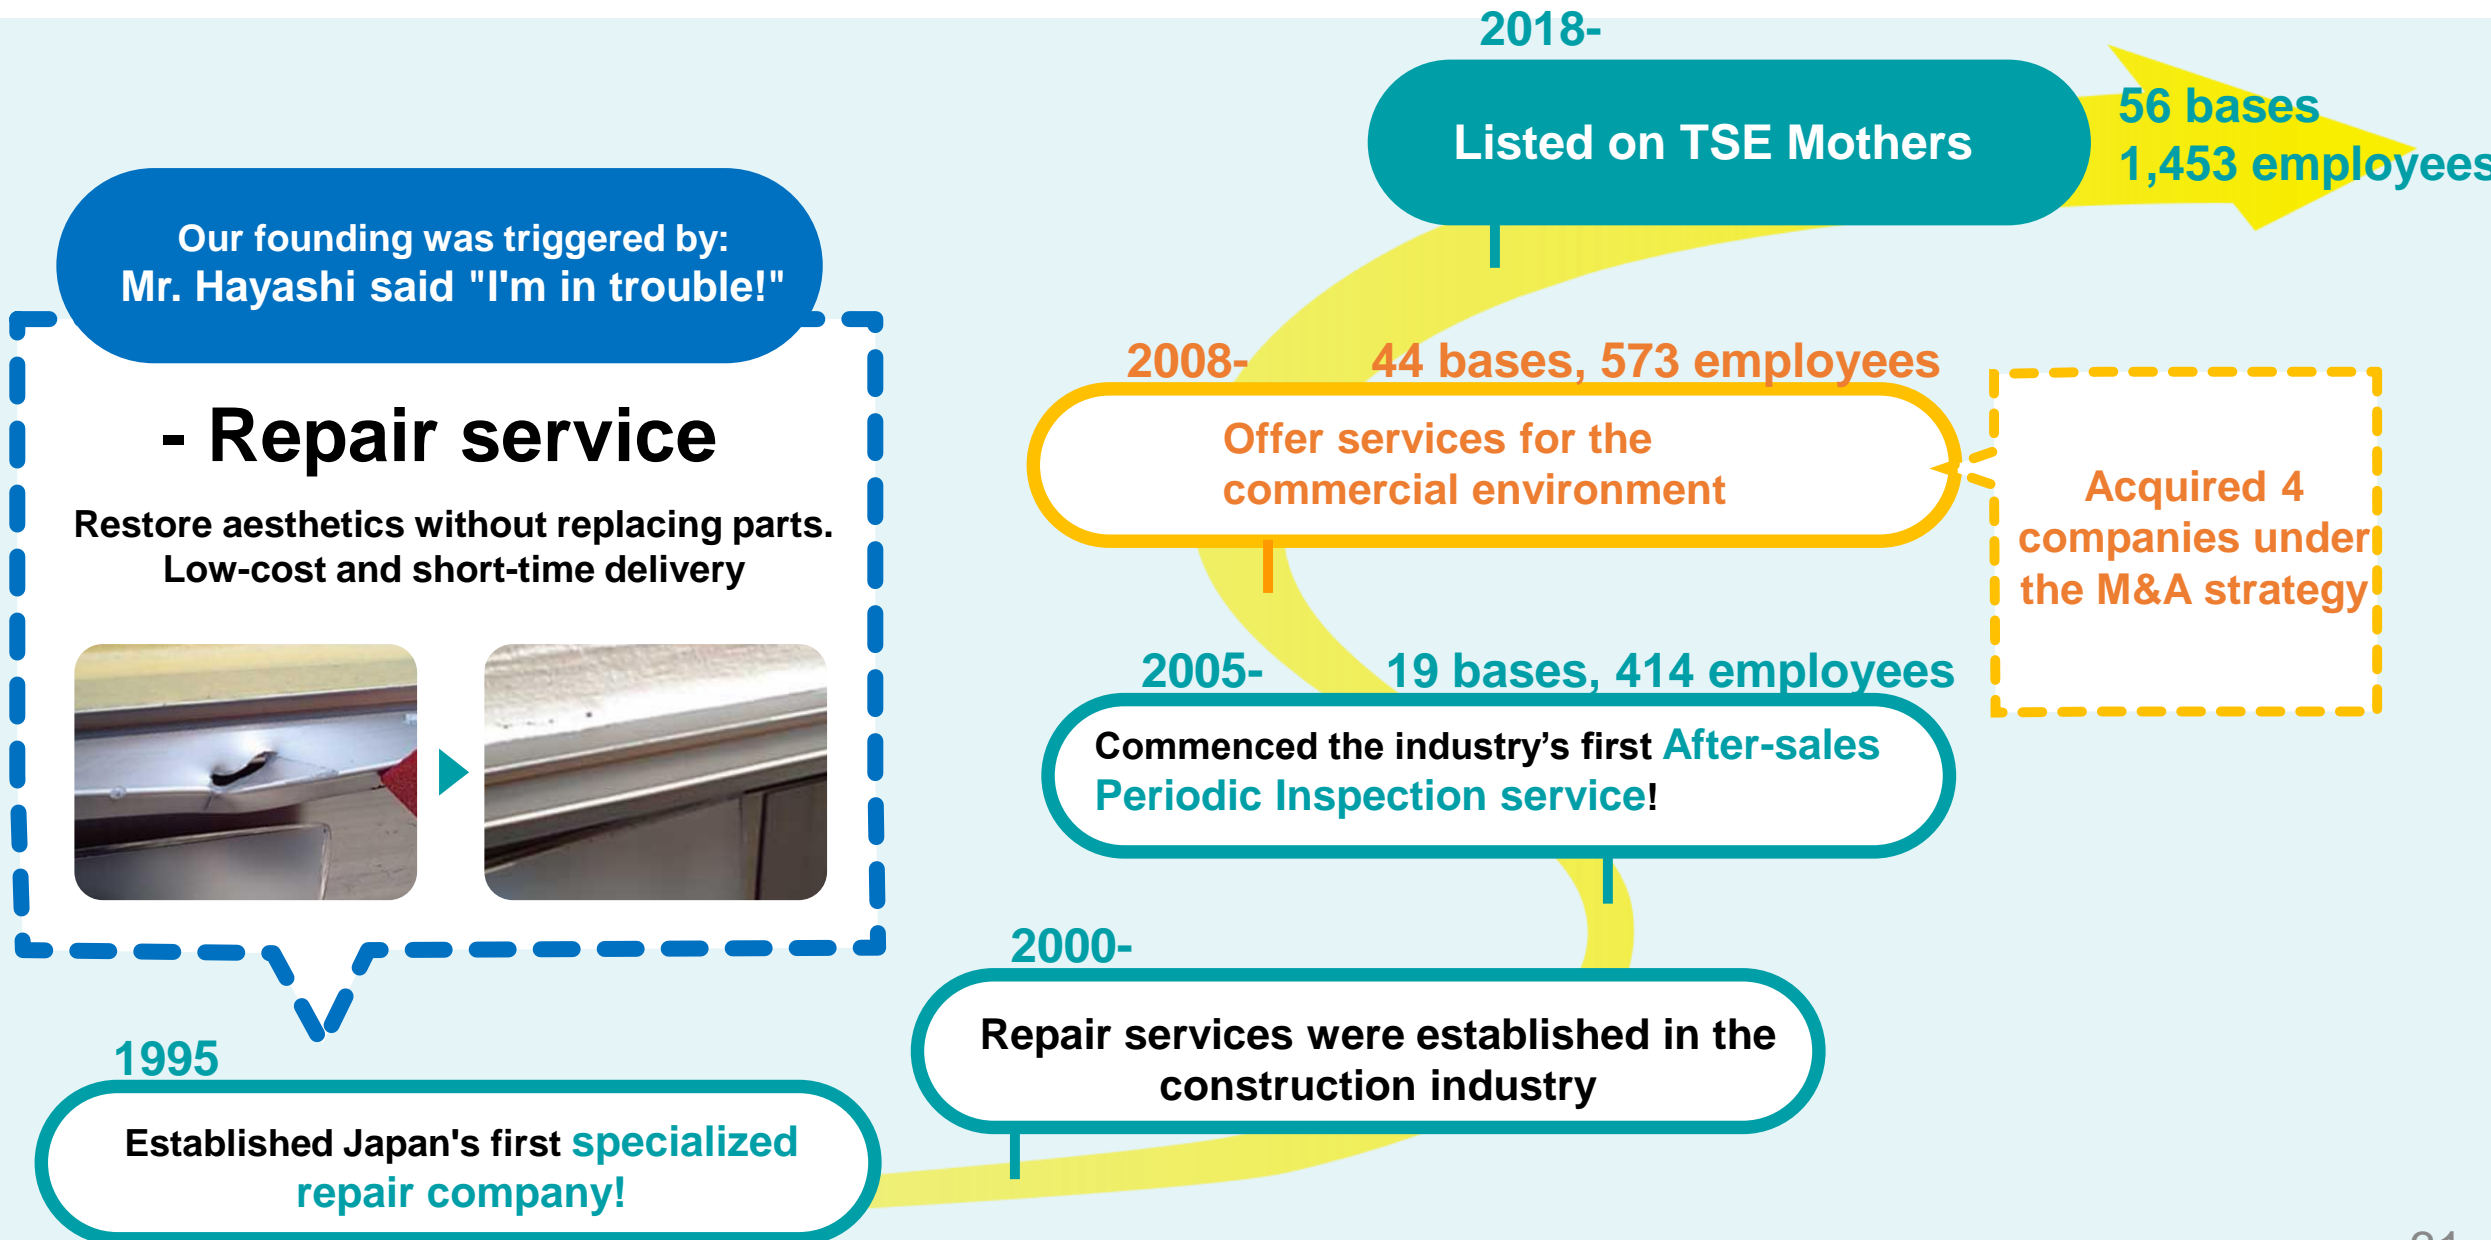 2018-
Listed on TSE Mothers
56 bases
1,453 employees
Our founding was triggered by:
Mr. Hayashi said "I'm in trouble!"
- Repair service
Restore aesthetics without replacing parts.
Low-cost and short-time delivery
2008-
44 bases, 573 employees
Offer services for the
commercial environment
Acquired 4
companies under
the M&A strategy
2005-
19 bases, 414 employees
Commenced the industry’s first After-sales
Periodic Inspection service!
2000-
Repair services were established in the
construction industry
1995
Established Japan's first specialized
repair company!